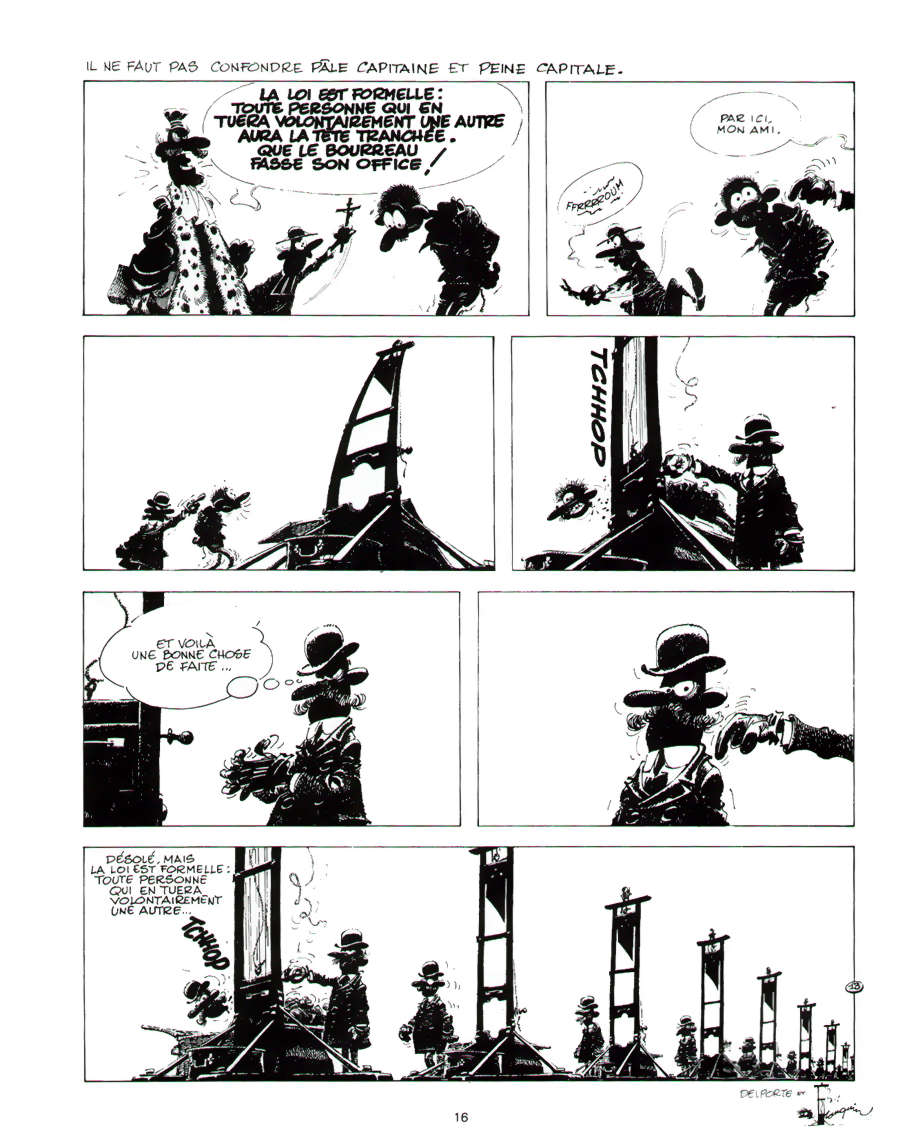 IL NE FAUT PAS CONFONDRE PÂLE CAPITAINE ET PEINE CAPITALE.
LA LOI EST FORMELLE :
TOUTE PERSONNE QUI EN
TUERA VOLONTAIREMENT UNE AUTRE
AURA LA TÊTE TRANCHÉE.
QUE LE BOURREAU
FASSE SON OFFICE !
FFRRRROUM
PAR ICI,
MON AMI.
TCHHOP
ET VOILÀ
UNE BONNE CHOSE
DE FAITE ...
DÉSOLÉ, MAIS
LA LOI EST FORMELLE :
TOUTE PERSONNE
QUI EN TUERA
VOLONTAIREMENT
UNE AUTRE...
TCHHOP
13
DELPORTE ET
Franquin
16